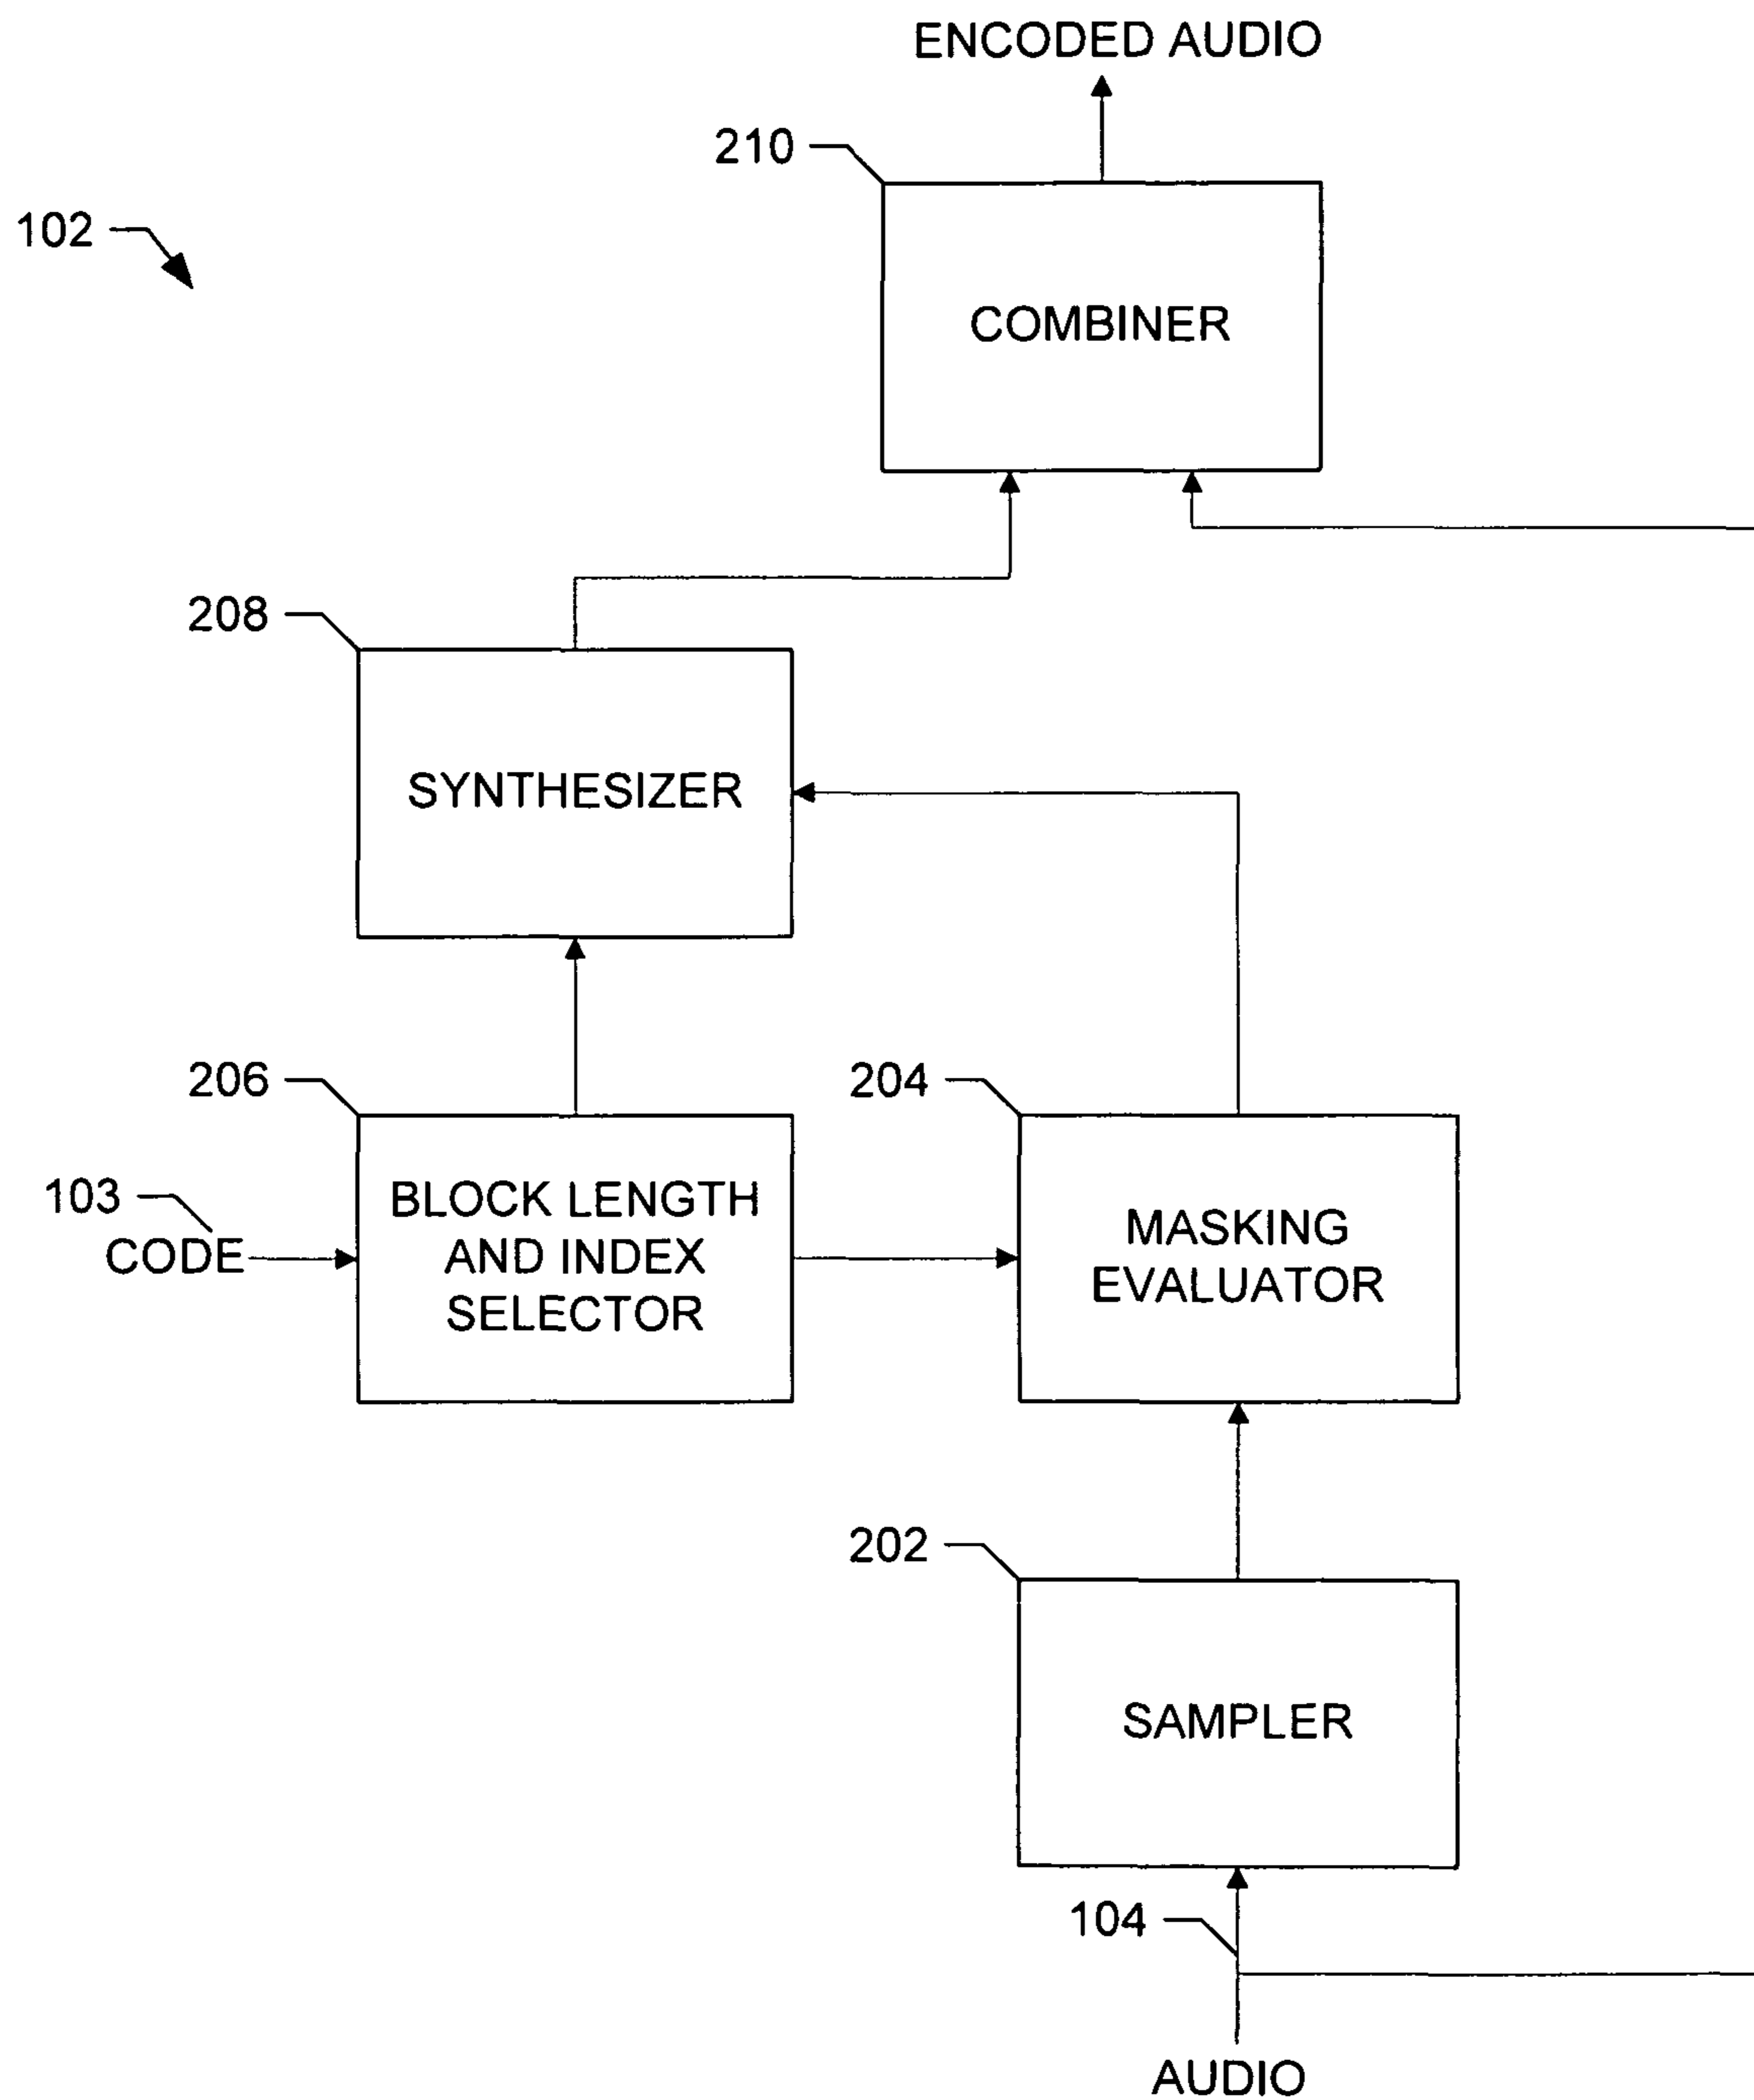 ENCODED AUDIO
210
102
COMBINER
208
SYNTHESIZER
206
204
103
CODE
BLOCK LENGTH
AND INDEX
SELECTOR
MASKING
EVALUATOR
202
SAMPLER
104
AUDIO